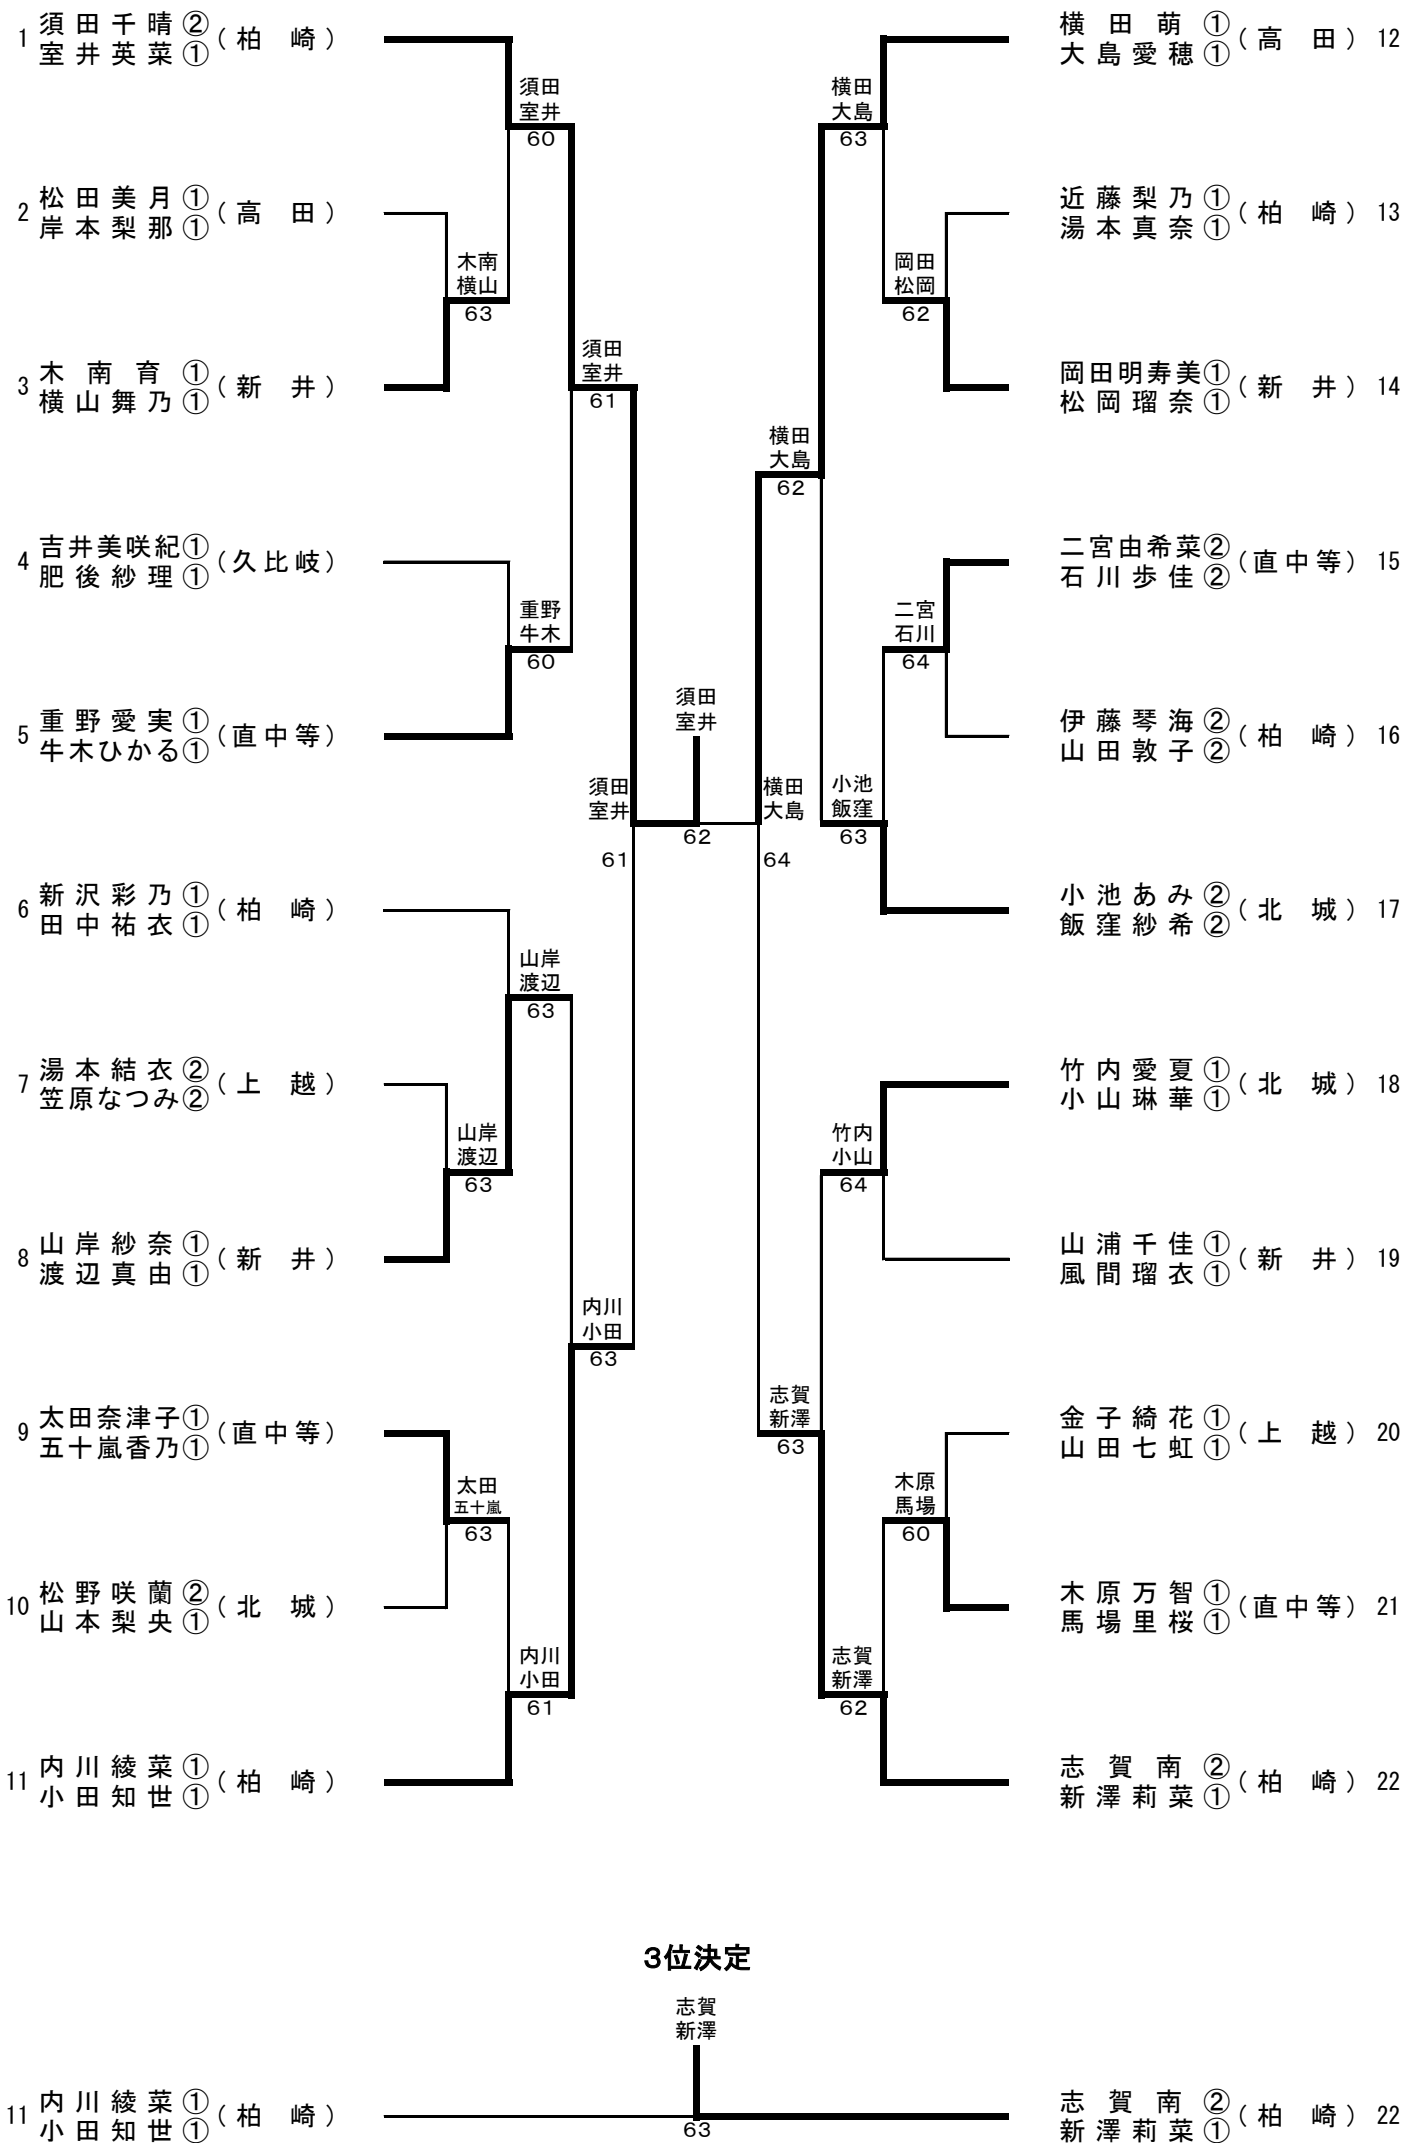 1 須田千晴② (柏崎)
室井英菜①
2 松田美月① (高田)
岸本梨那①
3 木南育① (新井)
横山舞乃①
4 吉井美咲紀① (久比岐)
肥後紗理①
5 重野愛実① (直中等)
牛木ひかる①
6 新沢彩乃① (柏崎)
田中祐衣①
7 湯本結衣② (上越)
笠原なつみ②
8 山岸紗奈① (新井)
渡辺真由①
9 太田奈津子① (直中等)
五十嵐香乃①
10 松野咲蘭② (北城)
山本梨央①
11 内川綾菜① (柏崎)
小田知世①
木南
横山
63
山岸
渡辺
63
太田
五十嵐
63
須田
室井
60
重野
牛木
60
山岸
渡辺
63
内川
小田
61
須田
室井
61
内川
小田
63
須田
室井
61
須田
室井
62
横田
大島
64
横田
大島
62
志賀
新澤
63
横田
大島
63
小池
飯窪
63
竹内
小山
64
志賀
新澤
62
岡田
松岡
62
二宮
石川
64
木原
馬場
60
横田萌① (高田) 12
大島愛穂①
近藤梨乃① (柏崎) 13
湯本真奈①
岡田明寿美① (新井) 14
松岡瑠奈①
二宮由希菜② (直中等) 15
石川歩佳②
伊藤琴海② (柏崎) 16
山田敦子②
小池あみ② (北城) 17
飯窪紗希②
竹内愛夏① (北城) 18
小山琳華①
山浦千佳① (新井) 19
風間瑠衣①
金子綺花① (上越) 20
山田七虹①
木原万智① (直中等) 21
馬場里桜①
志賀南② (柏崎) 22
新澤莉菜①
3位決定
志賀
新澤
63
11 内川綾菜① (柏崎)
小田知世①
志賀南② (柏崎) 22
新澤莉菜①